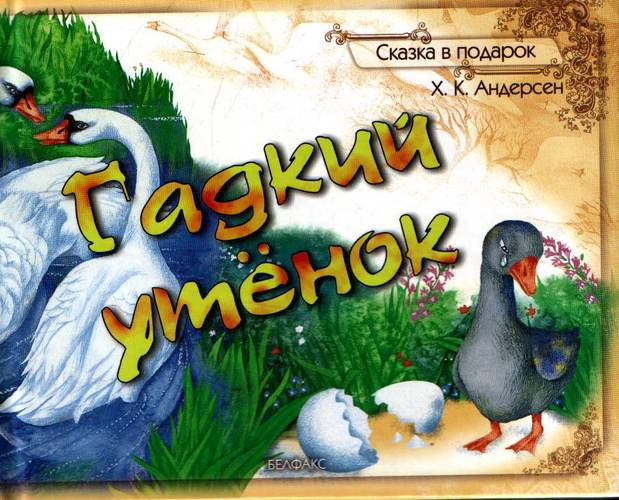 Сказка в подарок
Х. К. Андерсен
Гадкий
утёнок
БЕЛФАКС